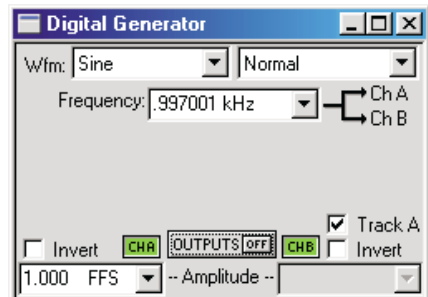 Digital Generator
Wfm: Sine Normal
Frequency: .997001 kHz Ch A
Ch B
Track A
Invert CHA OUTPUTS OFF CHB Invert
1.000 FFS -- Amplitude --